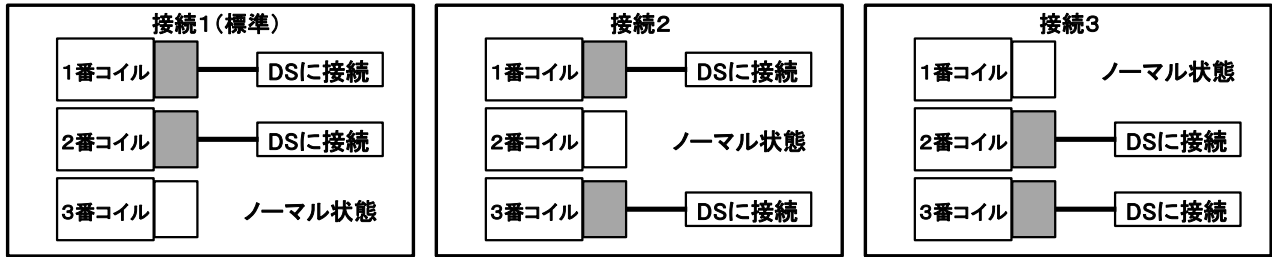 接続1(標準)
1番コイル DSに接続
2番コイル DSに接続
3番コイル ノーマル状態
接続2
1番コイル DSに接続
2番コイル ノーマル状態
3番コイル DSに接続
接続3
1番コイル ノーマル状態
2番コイル DSに接続
3番コイル DSに接続